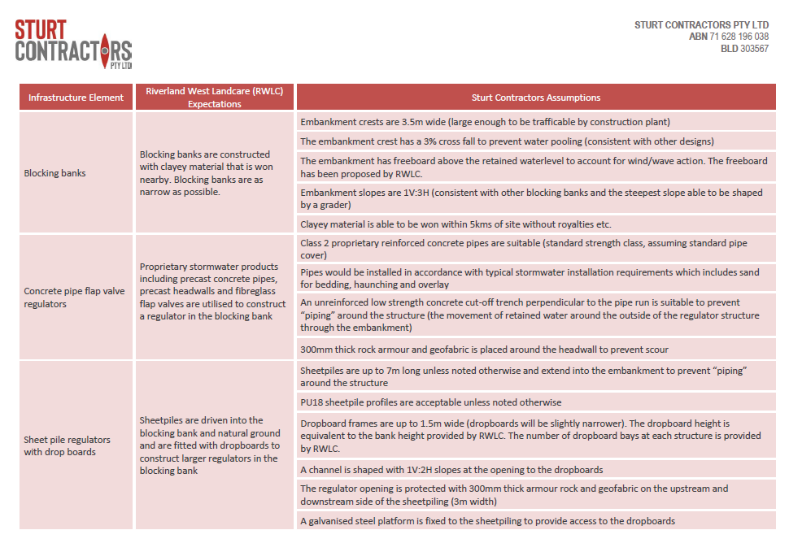 STURT
CONTRACTORS
PTY LTD
STURT CONTRACTORS PTY LTD
ABN 71 628 196 038
BLD 303567
Infrastructure Element
Riverland West Landcare (RWLC)
Expectations
Sturt Contractors Assumptions
Blocking banks
Blocking banks are constructed
with clayey material that is won
nearby. Blocking banks are as
narrow as possible.
Embankment crests are 3.5m wide (large enough to be trafficable by construction plant)
The embankment crest has a 3% cross fall to prevent water pooling (consistent with other designs)
The embankment has freeboard above the retained waterlevel to account for wind/wave action. The freeboard
has been proposed by RWLC.
Embankment slopes are 1V:3H (consistent with other blocking banks and the steepest slope able to be shaped
by a grader)
Clayey material is able to be won within 5kms of site without royalties etc.
Concrete pipe flap valve
regulators
Proprietary stormwater products
including precast concrete pipes,
precast headwalls and fibreglass
flap valves are utilised to construct
a regulator in the blocking bank
Class 2 proprietary reinforced concrete pipes are suitable (standard strength class, assuming standard pipe
cover)
Pipes would be installed in accordance with typical stormwater installation requirements which includes sand
for bedding, haunching and overlay
An unreinforced low strength concrete cut-off trench perpendicular to the pipe run is suitable to prevent
“piping” around the structure (the movement of retained water around the outside of the regulator structure
through the embankment)
300mm thick rock armour and geofabric is placed around the headwall to prevent scour
Sheet pile regulators
with drop boards
Sheetpiles are driven into the
blocking bank and natural ground
and are fitted with dropboards to
construct larger regulators in the
blocking bank
Sheetpiles are up to 7m long unless noted otherwise and extend into the embankment to prevent “piping”
around the structure
PU18 sheetpile profiles are acceptable unless noted otherwise
Dropboard frames are up to 1.5m wide (dropboards will be slightly narrower). The dropboard height is
equivalent to the bank height provided by RWLC. The number of dropboard bays at each structure is provided
by RWLC.
A channel is shaped with 1V:2H slopes at the opening to the dropboards
The regulator opening is protected with 300mm thick armour rock and geofabric on the upstream and
downstream side of the sheetpiling (3m width)
A galvanised steel platform is fixed to the sheetpiling to provide access to the dropboards